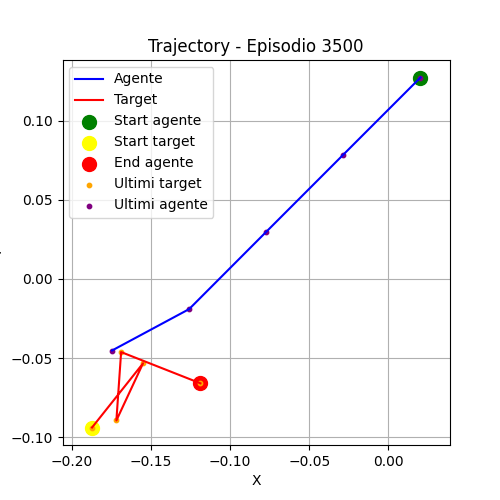 Trajectory - Episodio 3500
Agente
Target
Start agente
Start target
End agente
Ultimi target
Ultimi agente
0.10
0.05
0.00
−0.05
−0.10
−0.20
−0.15
−0.10
−0.05
0.00
X